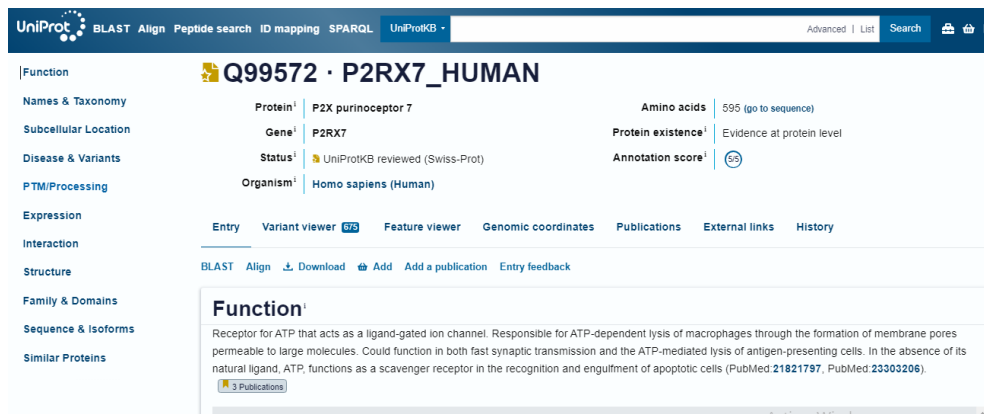 UniProt BLAST Align Peptide search ID mapping SPARQL UniProtKB Advanced | List Search
Function
Names & Taxonomy
Subcellular Location
Disease & Variants
PTM/Processing
Expression
Interaction
Structure
Family & Domains
Sequence & Isoforms
Similar Proteins
Q99572 · P2RX7_HUMAN
Proteini P2X purinoceptor 7
Genei P2RX7
Statusi UniProtKB reviewed (Swiss-Prot)
Organismi Homo sapiens (Human)
Amino acids 595 (go to sequence)
Protein existencei Evidence at protein level
Annotation scorei 5/5
Entry Variant viewer 675 Feature viewer Genomic coordinates Publications External links History
BLAST Align Download Add Add a publication Entry feedback
Functioni
Receptor for ATP that acts as a ligand-gated ion channel. Responsible for ATP-dependent lysis of macrophages through the formation of membrane pores
permeable to large molecules. Could function in both fast synaptic transmission and the ATP-mediated lysis of antigen-presenting cells. In the absence of its
natural ligand, ATP, functions as a scavenger receptor in the recognition and engulfment of apoptotic cells (PubMed:21821797, PubMed:23303206).
3 Publications